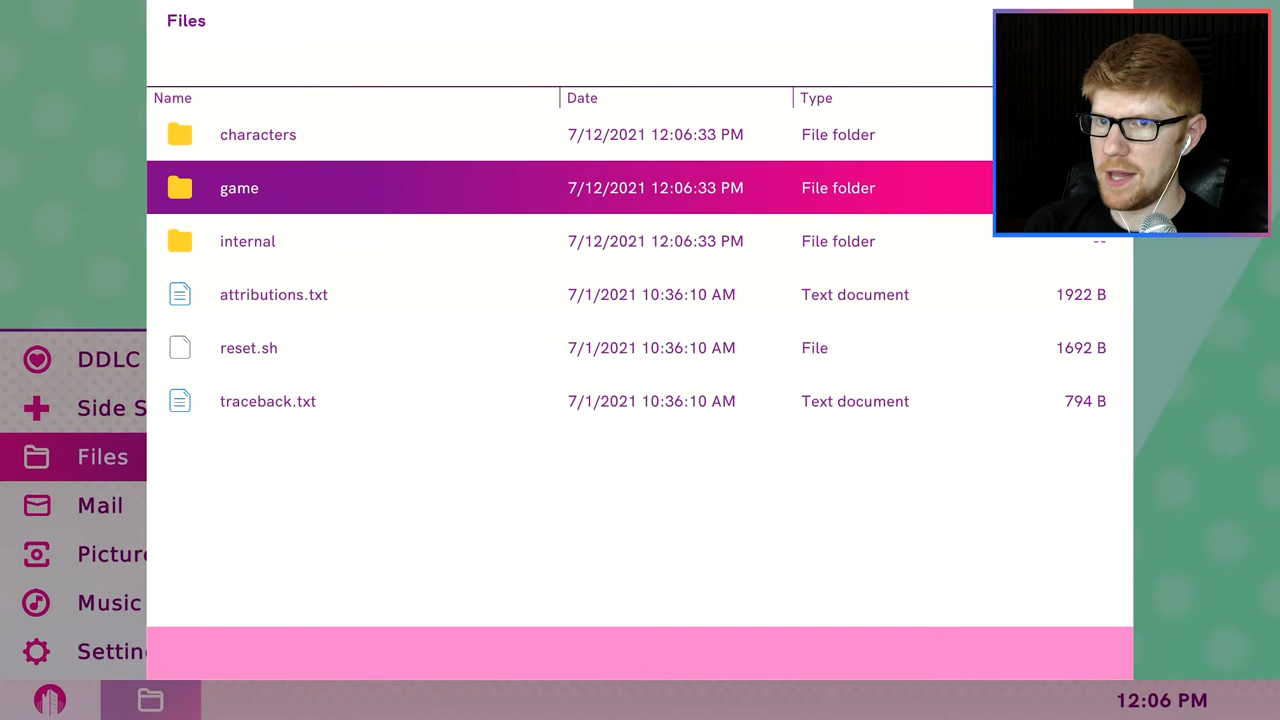 Files
Name Date Type
characters 7/12/2021 12:06:33 PM File folder
game 7/12/2021 12:06:33 PM File folder
internal 7/12/2021 12:06:33 PM File folder --
attributions.txt 7/1/2021 10:36:10 AM Text document 1922 B
reset.sh 7/1/2021 10:36:10 AM File 1692 B
traceback.txt 7/1/2021 10:36:10 AM Text document 794 B
DDLC
Side S
Files
Mail
Pictur
Music
Settin
12:06 PM